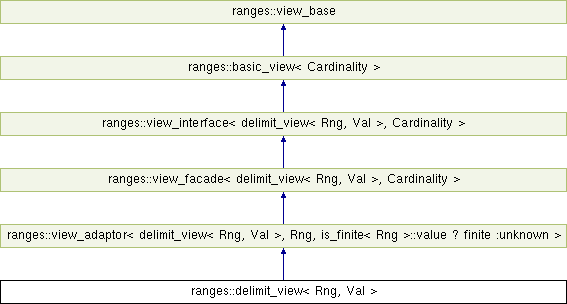 ranges::view_base
ranges::basic_view< Cardinality >
ranges::view_interface< delimit_view< Rng, Val >, Cardinality >
ranges::view_facade< delimit_view< Rng, Val >, Cardinality >
ranges::view_adaptor< delimit_view< Rng, Val >, Rng, is_finite< Rng >::value ? finite :unknown >
ranges::delimit_view< Rng, Val >